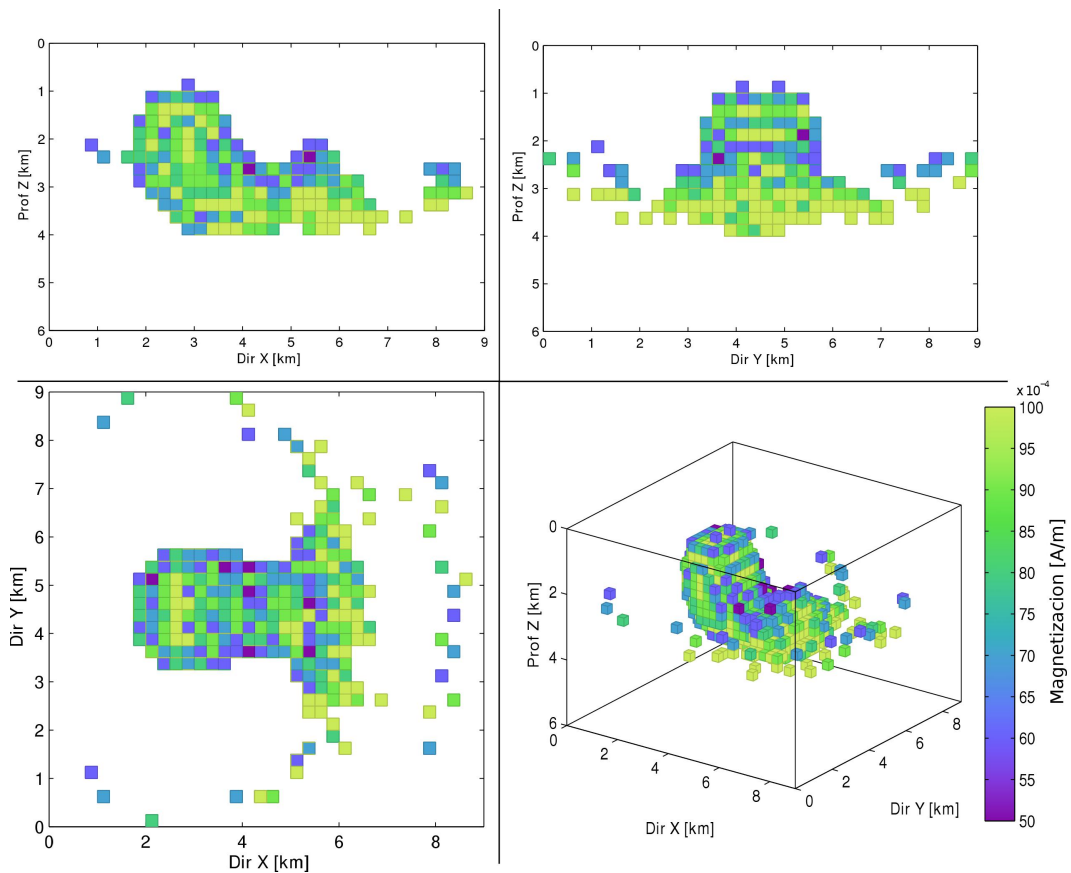 0
1
2
3
4
5
6
Prof Z [km]
0 1 2 3 4 5 6 7 8 9
Dir X [km]
0
1
2
3
4
5
6
Prof Z [km]
0 1 2 3 4 5 6 7 8 9
Dir Y [km]
9
8
7
6
5
4
3
2
1
0
Dir Y [km]
0 2 4 6 8
Dir X [km]
0
2
4
6
Prof Z [km]
0 2 4 6 8
Dir X [km]
0 2 4 6 8
Dir Y [km]
x 10⁻⁴
100
95
90
85
80
75
70
65
60
55
50
Magnetizacion [A/m]